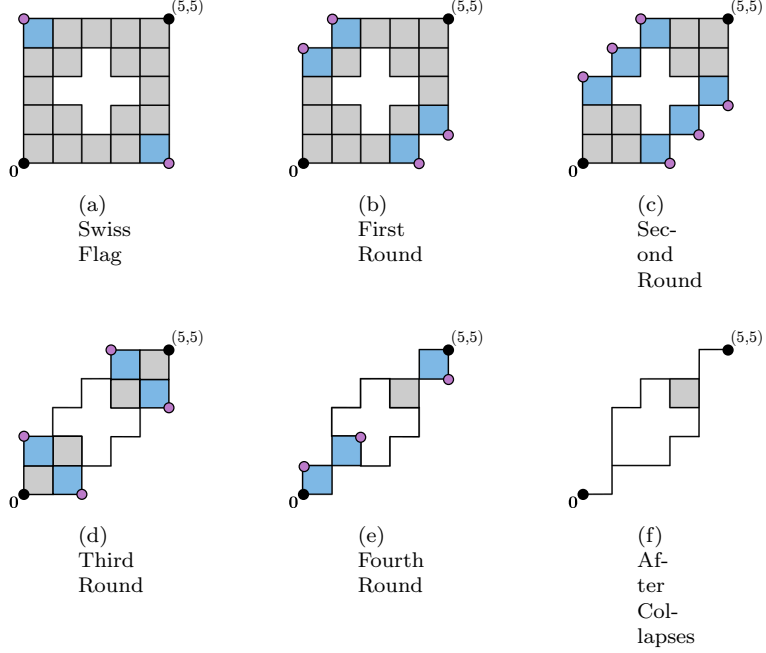 (5,5)
(5,5)
(5,5)
0
0
0
(a)
Swiss
Flag
(b)
First
Round
(c)
Sec-
ond
Round
(5,5)
(5,5)
(5,5)
0
0
0
(d)
Third
Round
(e)
Fourth
Round
(f)
Af-
ter
Col-
lapses